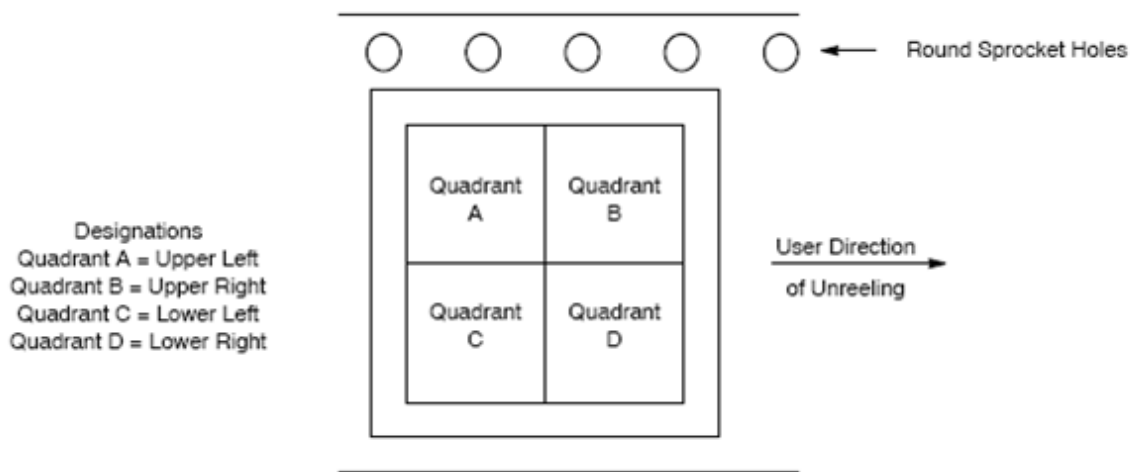 Round Sprocket Holes
Quadrant
A
Quadrant
B
Designations
Quadrant A = Upper Left
Quadrant B = Upper Right
Quadrant C = Lower Left
Quadrant D = Lower Right
User Direction
of Unreeling
Quadrant
C
Quadrant
D